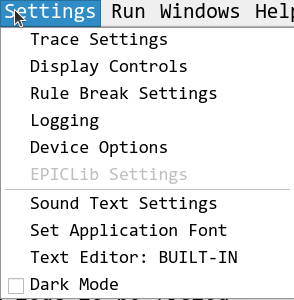 Settings Run Windows Help
Trace Settings
Display Controls
Rule Break Settings
Logging
Device Options
EPICLib Settings
Sound Text Settings
Set Application Font
Text Editor: BUILT-IN
Dark Mode